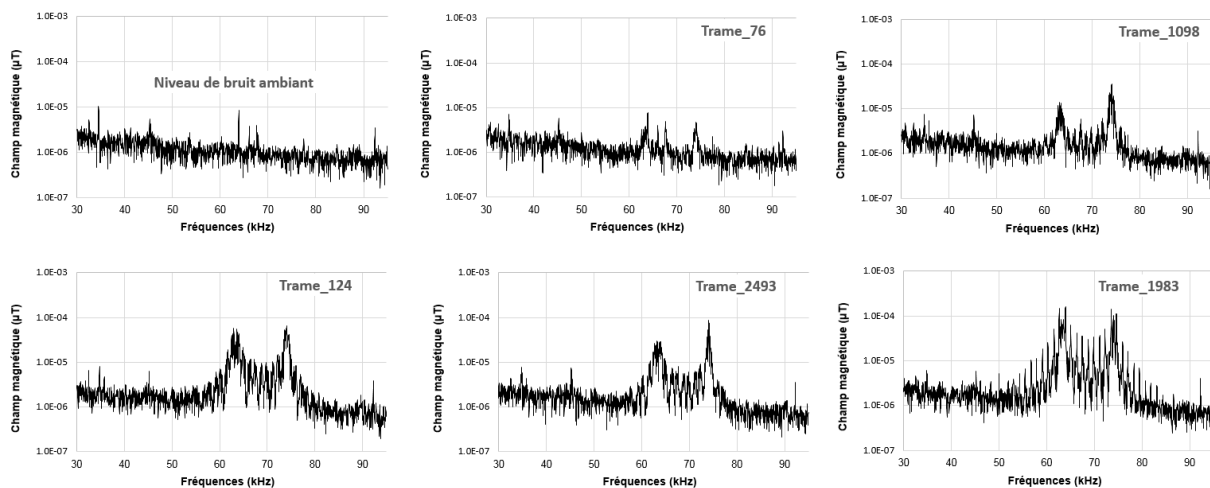 1.0E-03
1.0E-04
1.0E-05
1.0E-06
1.0E-07
Champ magnétique (µT)
Niveau de bruit ambiant
30 40 50 60 70 80 90
Fréquences (kHz)
1.0E-03
1.0E-04
1.0E-05
1.0E-06
1.0E-07
Champ magnétique (µT)
Trame_76
30 40 50 60 70 80 90
Fréquences (kHz)
1.0E-03
1.0E-04
1.0E-05
1.0E-06
1.0E-07
Champ magnétique (µT)
Trame_1098
30 40 50 60 70 80 90
Fréquences (kHz)
1.0E-03
1.0E-04
1.0E-05
1.0E-06
1.0E-07
Champ magnétique (µT)
Trame_124
30 40 50 60 70 80 90
Fréquences (kHz)
1.0E-03
1.0E-04
1.0E-05
1.0E-06
1.0E-07
Champ magnétique (µT)
Trame_2493
30 40 50 60 70 80 90
Fréquences (kHz)
1.0E-03
1.0E-04
1.0E-05
1.0E-06
1.0E-07
Champ magnétique (µT)
Trame_1983
30 40 50 60 70 80 90
Fréquences (kHz)